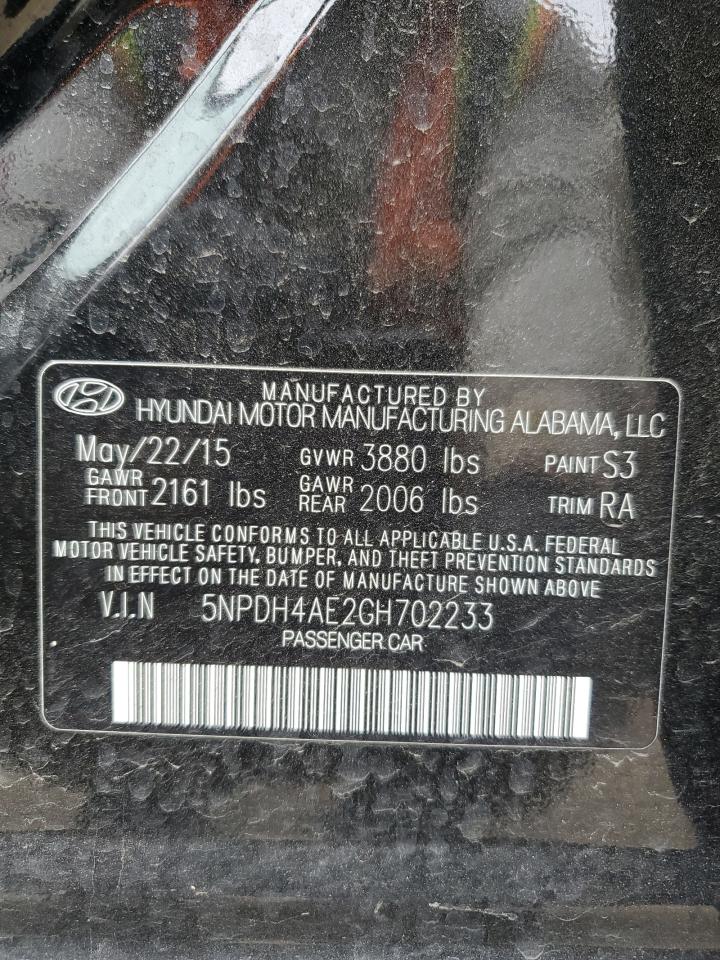 MANUFACTURED BY
HYUNDAI MOTOR MANUFACTURING ALABAMA, LLC
May/22/15 GVWR 3880 lbs PAINT S3
GAWR FRONT 2161 lbs GAWR REAR 2006 lbs TRIM RA
THIS VEHICLE CONFORMS TO ALL APPLICABLE U.S.A. FEDERAL
MOTOR VEHICLE SAFETY, BUMPER, AND THEFT PREVENTION STANDARDS
IN EFFECT ON THE DATE OF MANUFACTURE SHOWN ABOVE
V.I.N 5NPDH4AE2GH702233
PASSENGER CAR